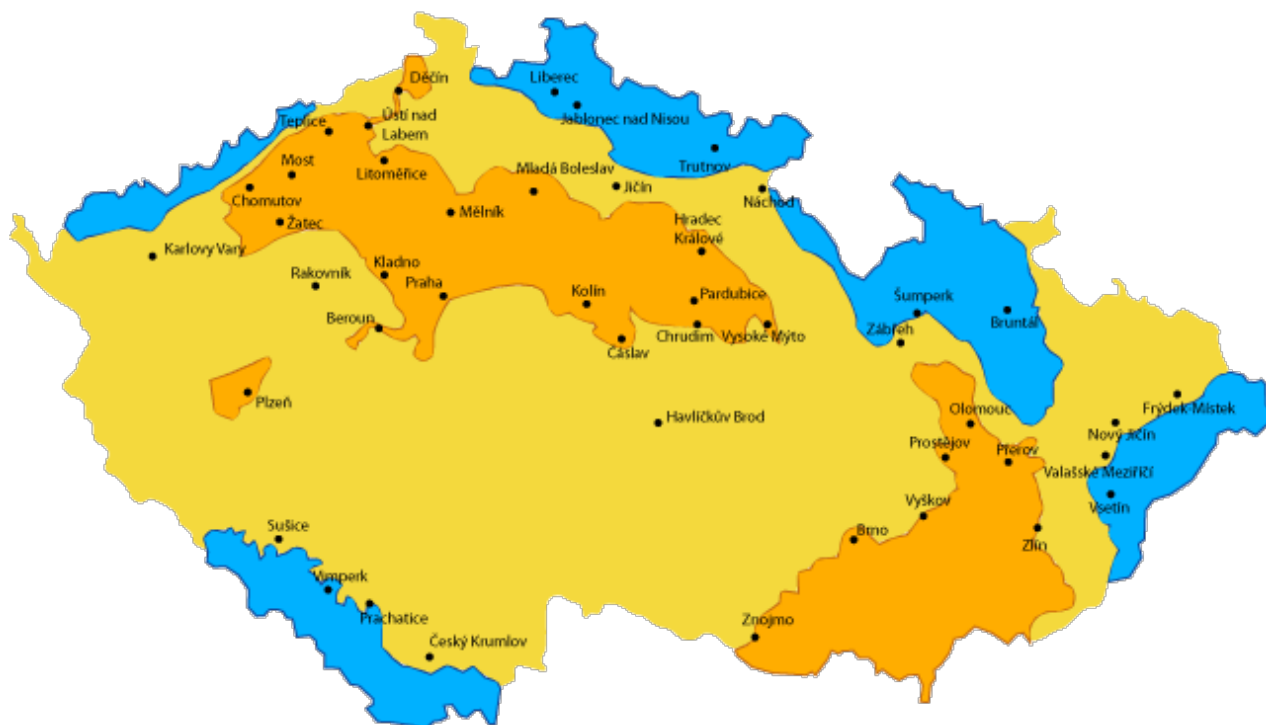 Děčín
Liberec
Ústí nad
Labem
Teplice
Jablonec nad Nisou
Most
Litoměřice
Mladá Boleslav
Trutnov
Jičín
Chomutov
Náchod
Žatec
Mělník
Hradec
Králové
Karlovy Vary
Kladno
Rakovník
Praha
Kolín
Pardubice
Šumperk
Beroun
Bruntál
Čáslav
Chrudim
Vysoké Mýto
Zábřeh
Plzeň
Havlíčkův Brod
Olomouc
Frýdek-Místek
Nový Jičín
Prostějov
Přerov
Valašské Meziříčí
Vyškov
Vsetín
Sušice
Brno
Zlín
Vimperk
Prachatice
Znojmo
Český Krumlov